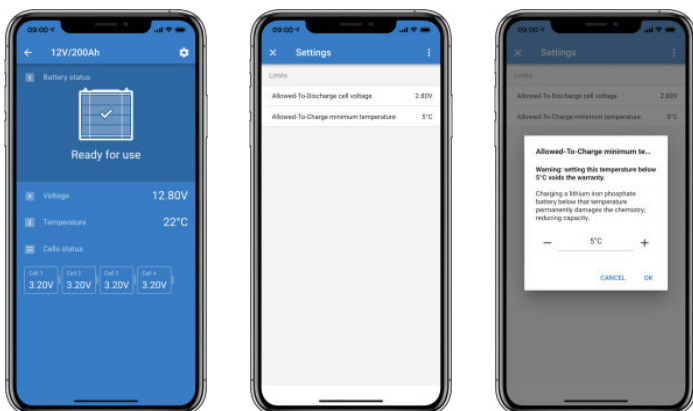 09:00
12V/200Ah
Battery status
Ready for use
Voltage 12.80V
Temperature 22°C
Cells status
Cell 1 Cell 2 Cell 3 Cell 4
3.20V 3.20V 3.20V 3.20V
09:00
Settings
Limits
Allowed-To-Discharge cell voltage 2.80V
Allowed-To-Charge minimum temperature 5°C
09:00
Settings
Limits
Allowed-To-Discharge cell voltage 2.80V
Allowed-To-Charge minimum temperature 5°C
Allowed-To-Charge minimum te...
Warning: setting this temperature below
5°C voids the warranty.
Charging a lithium iron phosphate
battery below that temperature
permanently damages the chemistry,
reducing capacity.
— 5°C +
CANCEL OK